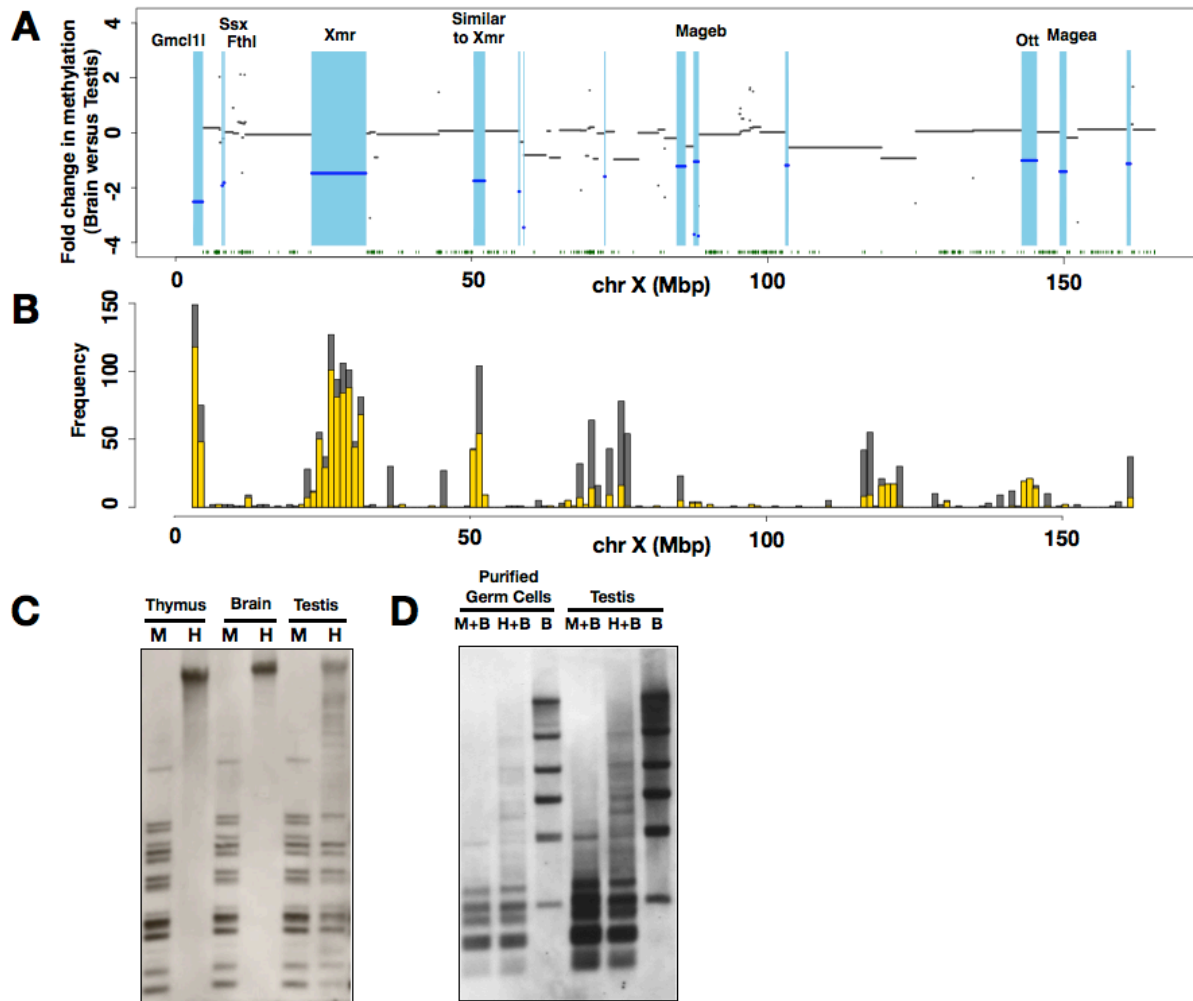 A
Fold change in methylation
(Brain versus Testis)
4
2
0
-2
-4
Gmcl1l
Ssx
Fthl
Xmr
Similar
to Xmr
Mageb
Ott
Magea
0
50
100
150
chr X (Mbp)
B
Frequency
150
100
50
0
0
50
100
150
chr X (Mbp)
C
Thymus Brain Testis
M H M H M H
D
Purified
Germ Cells Testis
M+B H+B B M+B H+B B